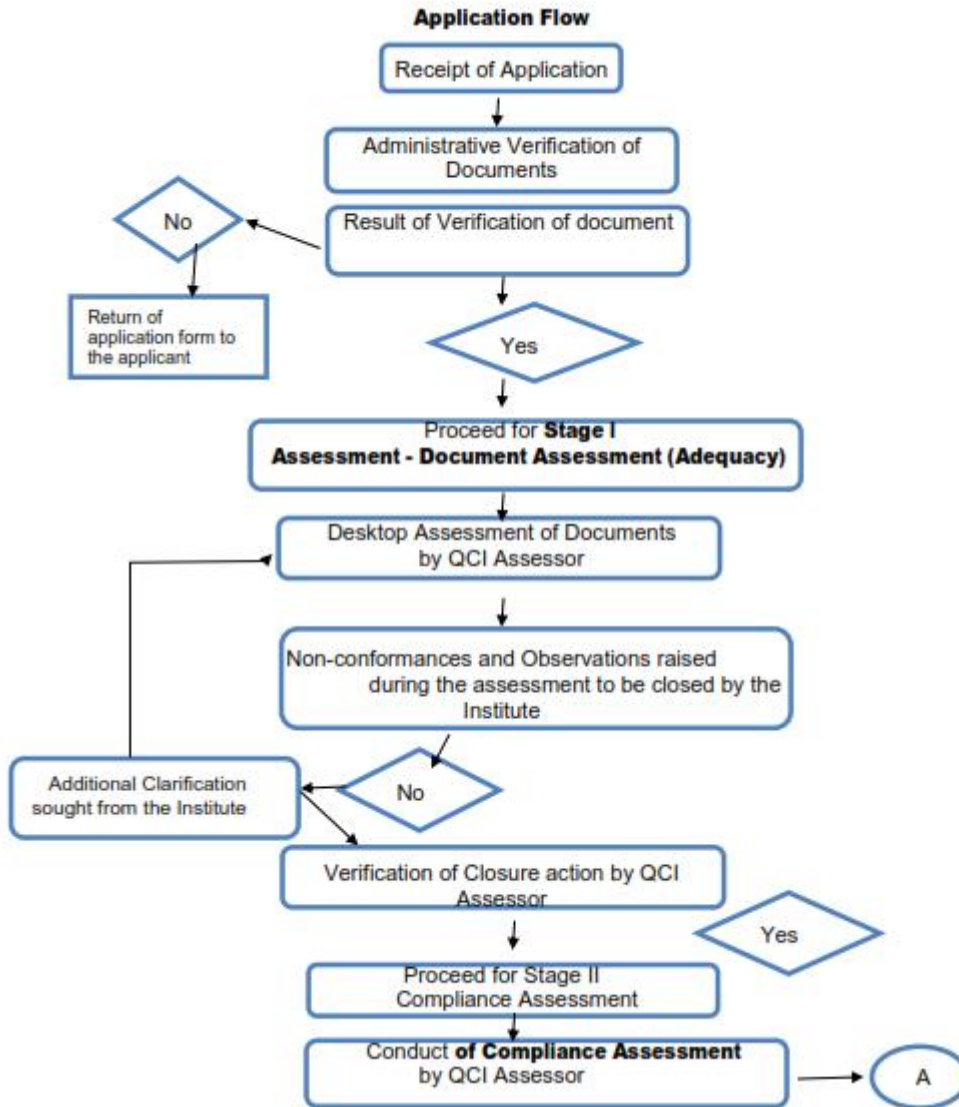 Application Flow
Receipt of Application
Administrative Verification of
Documents
No
Result of Verification of document
Return of
application form to
the applicant
Yes
Proceed for Stage I
Assessment - Document Assessment (Adequacy)
Desktop Assessment of Documents
by QCI Assessor
Non-conformances and Observations raised
during the assessment to be closed by the
Institute
No
Additional Clarification
sought from the Institute
Verification of Closure action by QCI
Assessor
Yes
Proceed for Stage II
Compliance Assessment
Conduct of Compliance Assessment
by QCI Assessor
A